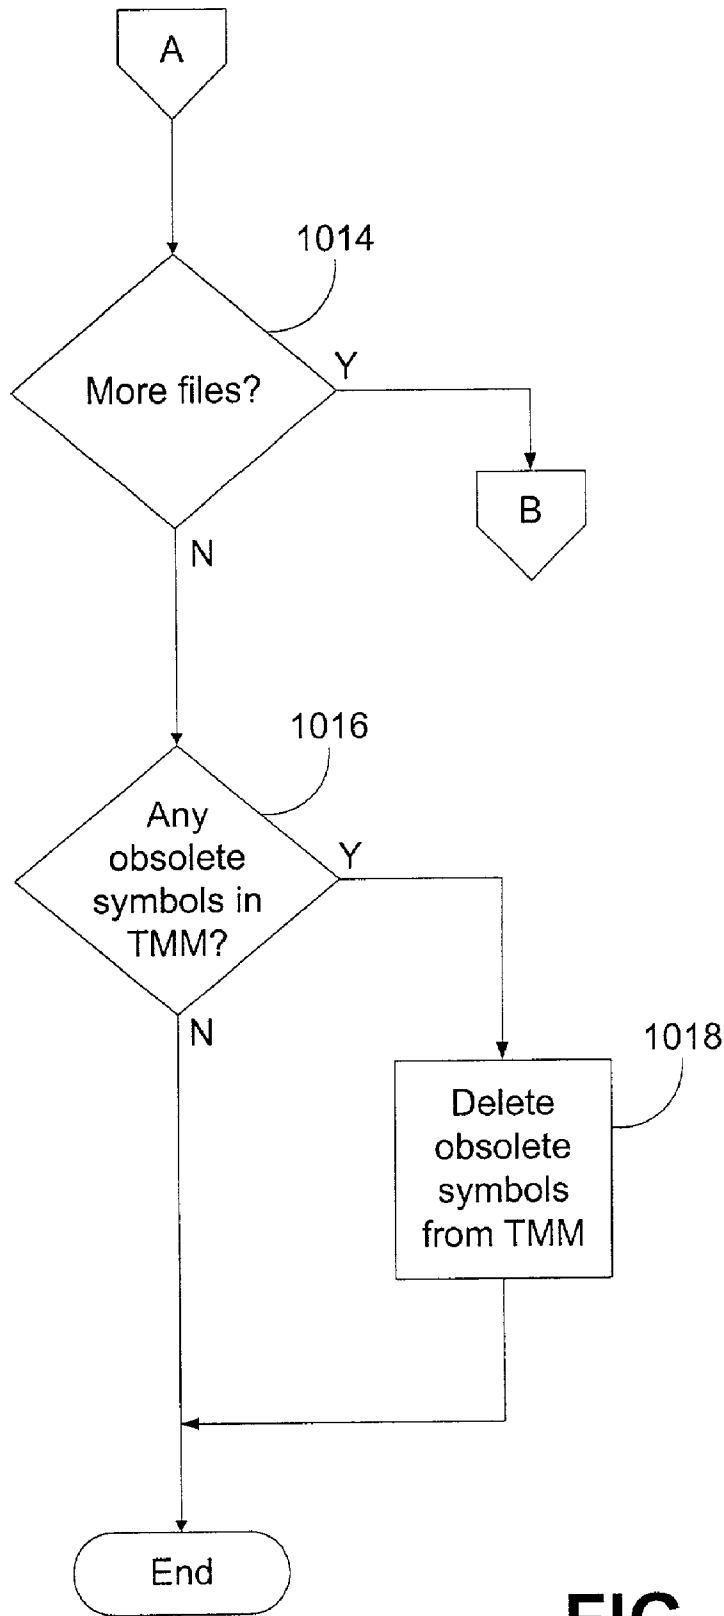 A
1014
More files?
Y
B
N
1016
Any
obsolete
symbols in
TMM?
Y
N
1018
Delete
obsolete
symbols
from TMM
End
FIG